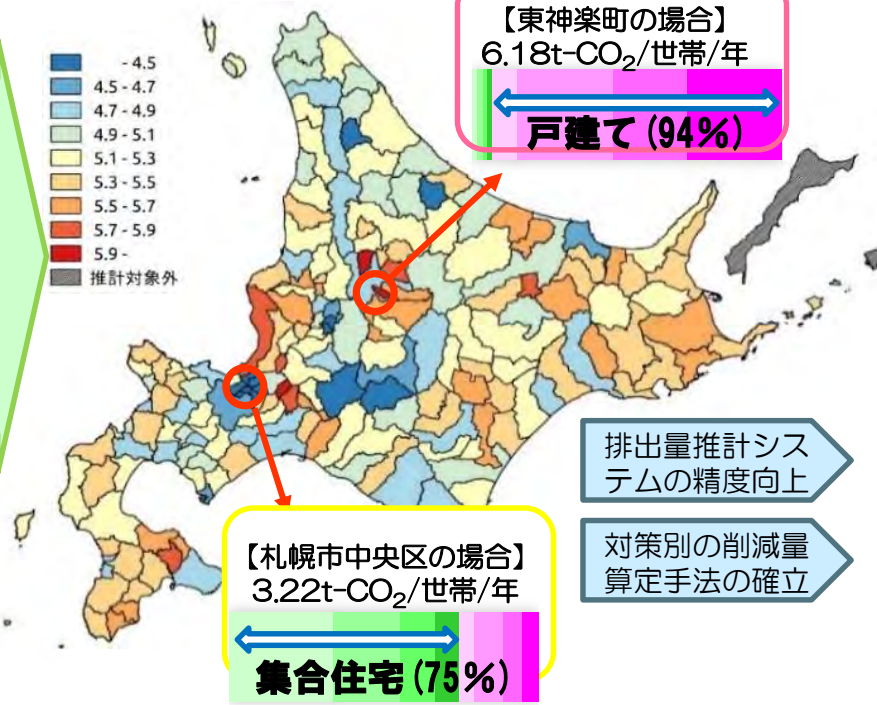 【東神楽町の場合】
6.18t-CO₂/世帯/年
戸建て(94%)
- 4.5
4.5 - 4.7
4.7 - 4.9
4.9 - 5.1
5.1 - 5.3
5.3 - 5.5
5.5 - 5.7
5.7 - 5.9
5.9 -
推計対象外
排出量推計シス
テムの精度向上
対策別の削減量
算定手法の確立
【札幌市中央区の場合】
3.22t-CO₂/世帯/年
集合住宅(75%)